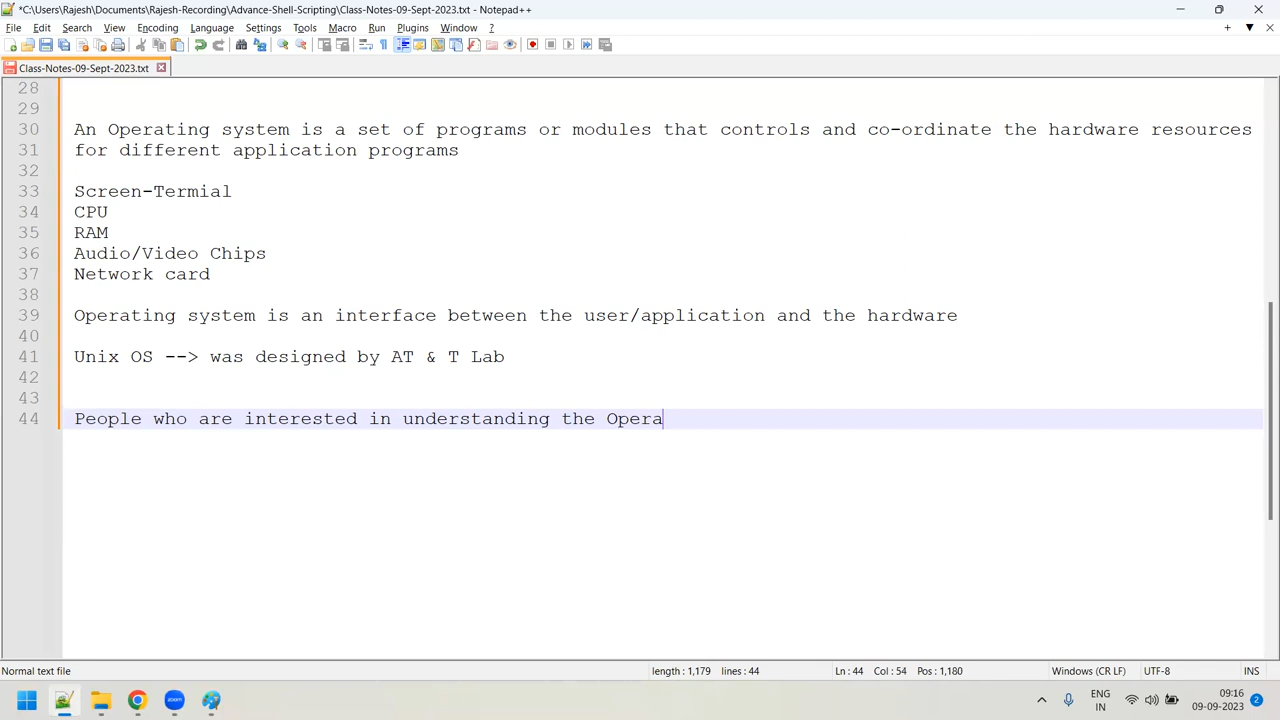 *C:\Users\Rajesh\Documents\Rajesh-Recording\Advance-Shell-Scripting\Class-Notes-09-Sept-2023.txt - Notepad++
File Edit Search View Encoding Language Settings Tools Macro Run Plugins Window ?
Class-Notes-09-Sept-2023.txt
28
29
30 An Operating system is a set of programs or modules that controls and co-ordinate the hardware resources
31 for different application programs
32
33 Screen-Termial
34 CPU
35 RAM
36 Audio/Video Chips
37 Network card
38
39 Operating system is an interface between the user/application and the hardware
40
41 Unix OS --> was designed by AT & T Lab
42
43
44 People who are interested in understanding the Opera
Normal text file length : 1,179 lines : 44 Ln : 44 Col : 54 Pos : 1,180 Windows (CR LF) UTF-8 INS
zoom ENG 09:16
IN 09-09-2023 2